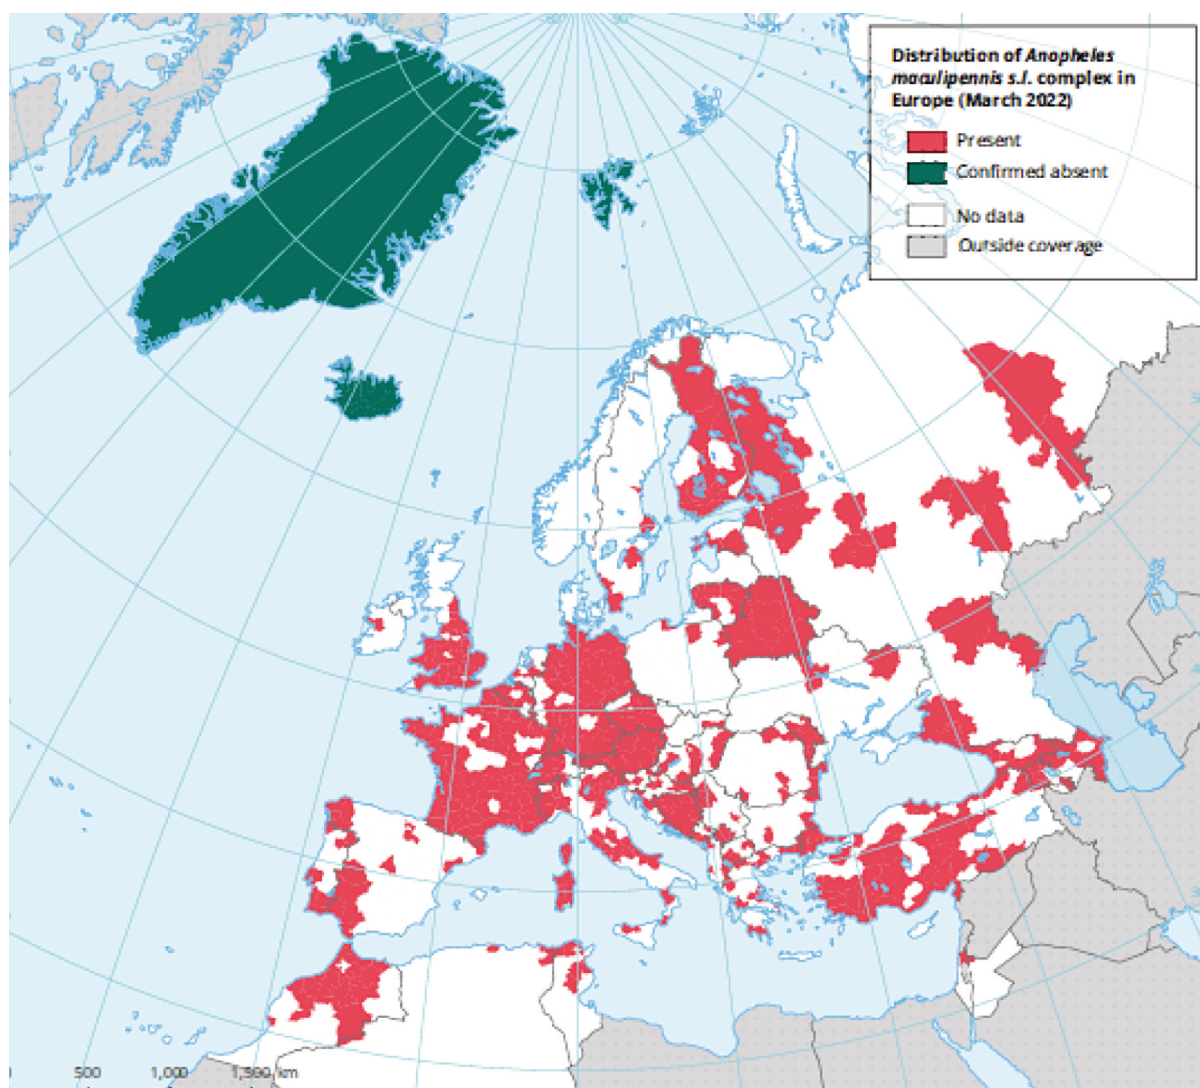 Distribution of Anopheles
maculipennis s.l. complex in
Europe (March 2022)
Present
Confirmed absent
No data
Outside coverage
500 1,000 1,500 km